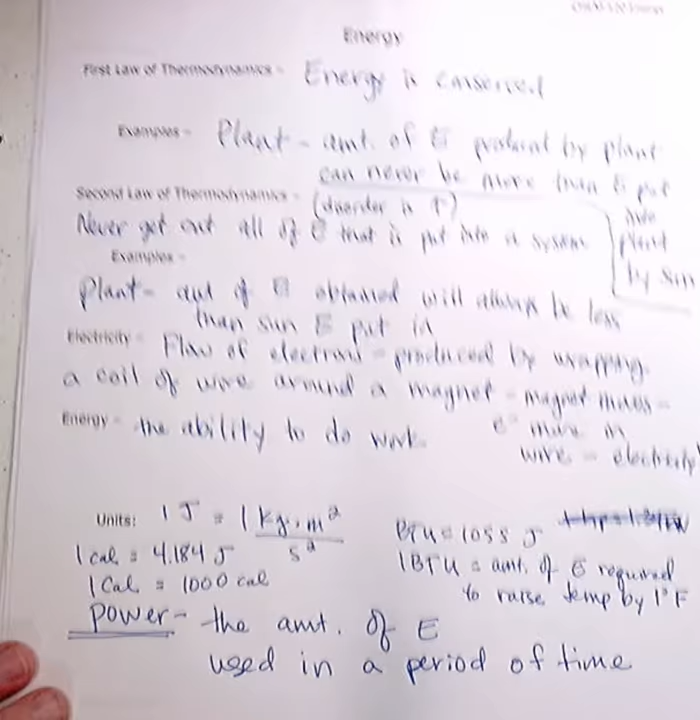 Energy
First Law of Thermodynamics - Energy is conserved
Examples - Plant - amt. of E produced by plant
can never be more than E put
into
plant
by sun
Second Law of Thermodynamics - (disorder is ↑)
Never get out all of E that is put into a system
Examples -
Plant - amt of E obtained will always be less
than sun E put in
Electricity - Flow of electrons - produced by wrapping
a coil of wire around a magnet - magnet moves -
e⁻ move in
wire - electricity
Energy - the ability to do work
Units: 1 J = 1 kg·m²
s²
1 cal = 4.184 J
1 Cal = 1000 cal
BTU = 1055 J
1 BTU = amt. of E required
to raise temp by 1°F
Power - the amt. of E
used in a period of time